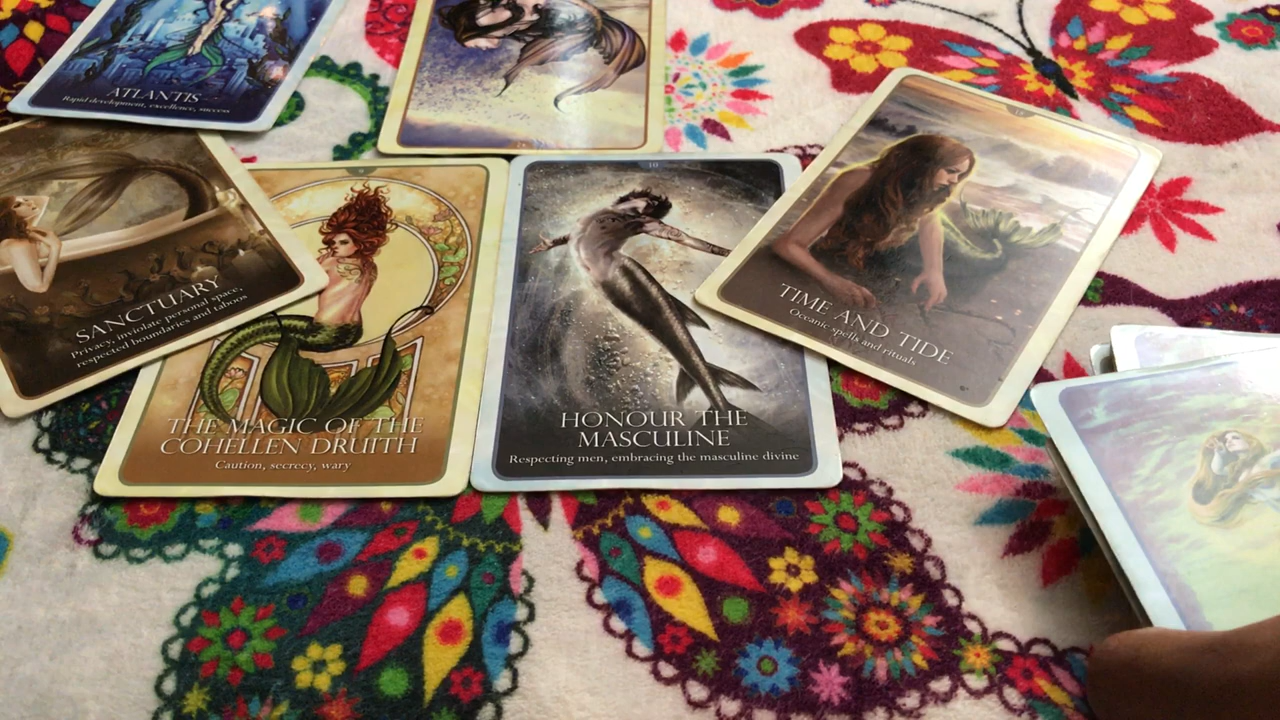 ATLANTIS
Rapid development, excellence, success
SANCTUARY
Privacy, inviolate personal space,
respected boundaries and taboos
9
THE MAGIC OF THE
COHELLEN DRUITH
Caution, secrecy, wary
10
HONOUR THE
MASCULINE
Respecting men, embracing the masculine divine
TIME AND TIDE
Oceanic spells and rituals